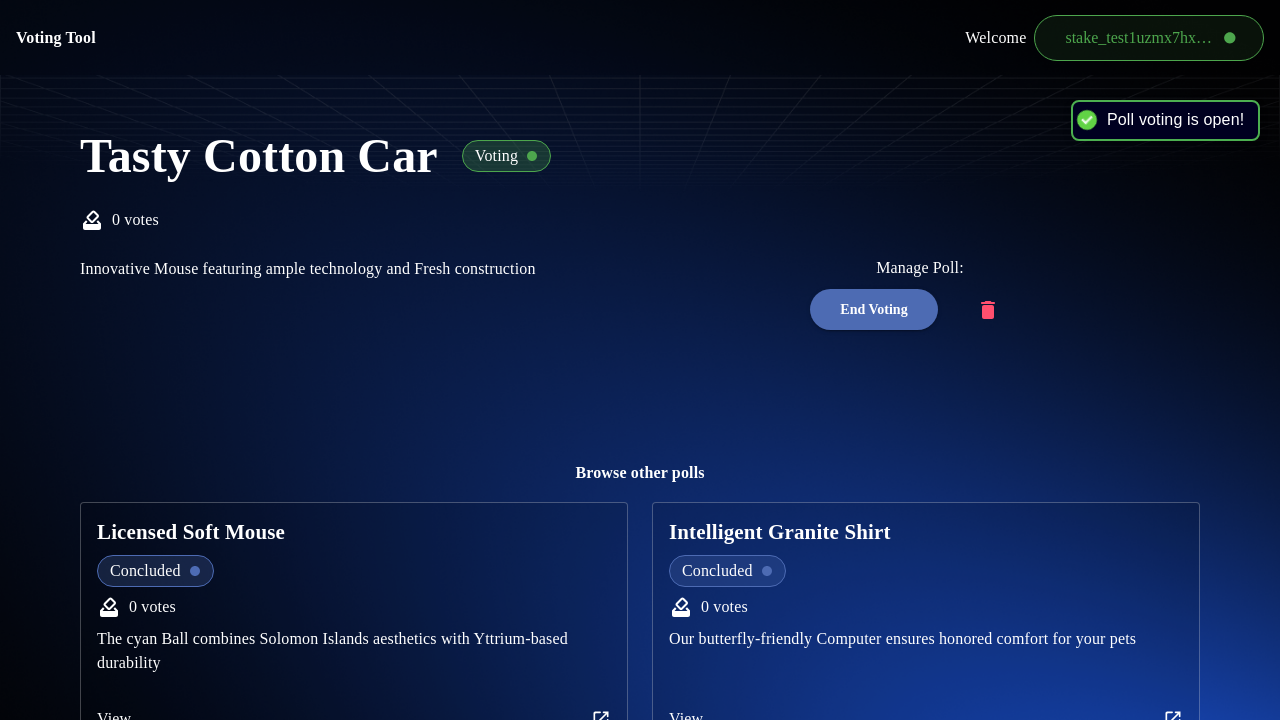 Voting Tool
Welcome
stake_test1uzmx7hx…
Poll voting is open!
Tasty Cotton Car
Voting
0 votes
Innovative Mouse featuring ample technology and Fresh construction
Manage Poll:
End Voting
Browse other polls
Licensed Soft Mouse
Concluded
0 votes
The cyan Ball combines Solomon Islands aesthetics with Yttrium-based
durability
View
Intelligent Granite Shirt
Concluded
0 votes
Our butterfly-friendly Computer ensures honored comfort for your pets
View